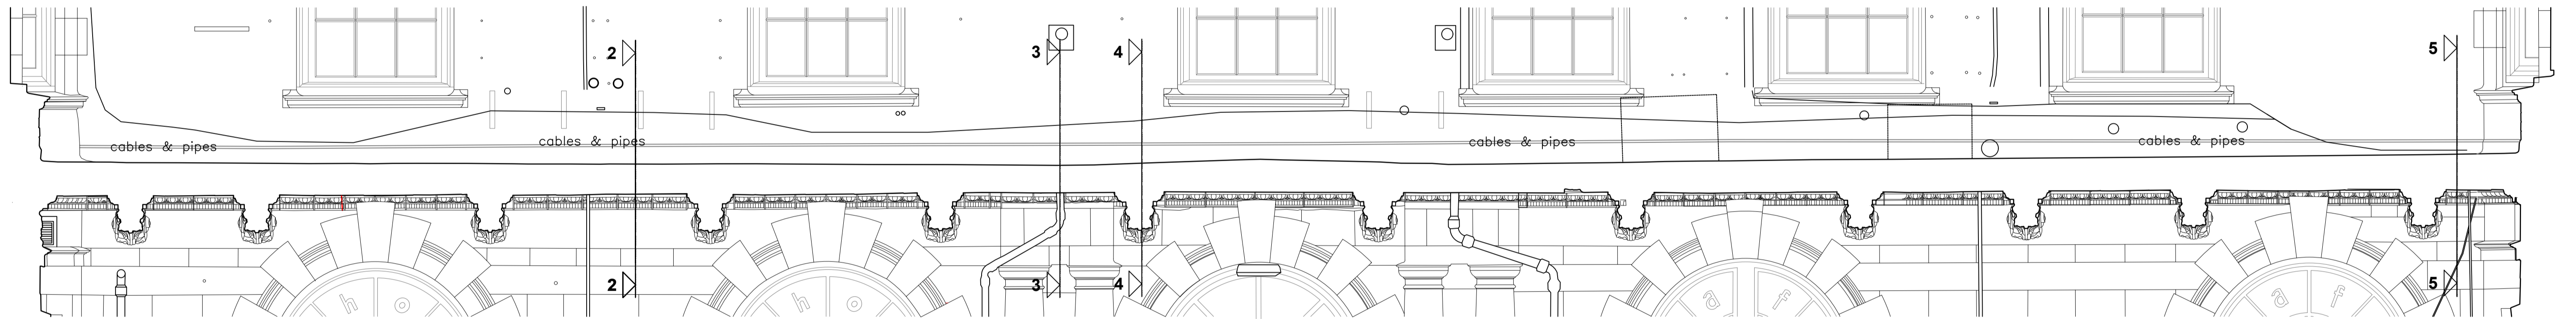 2
3
4
5
cables & pipes
cables & pipes
cables & pipes
cables & pipes
2
3
4
5
h o
h o
a f
a f